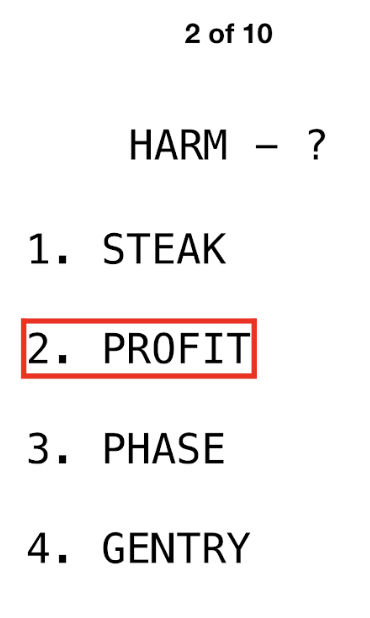 2 of 10
HARM – ?
1. STEAK
2. PROFIT
3. PHASE
4. GENTRY